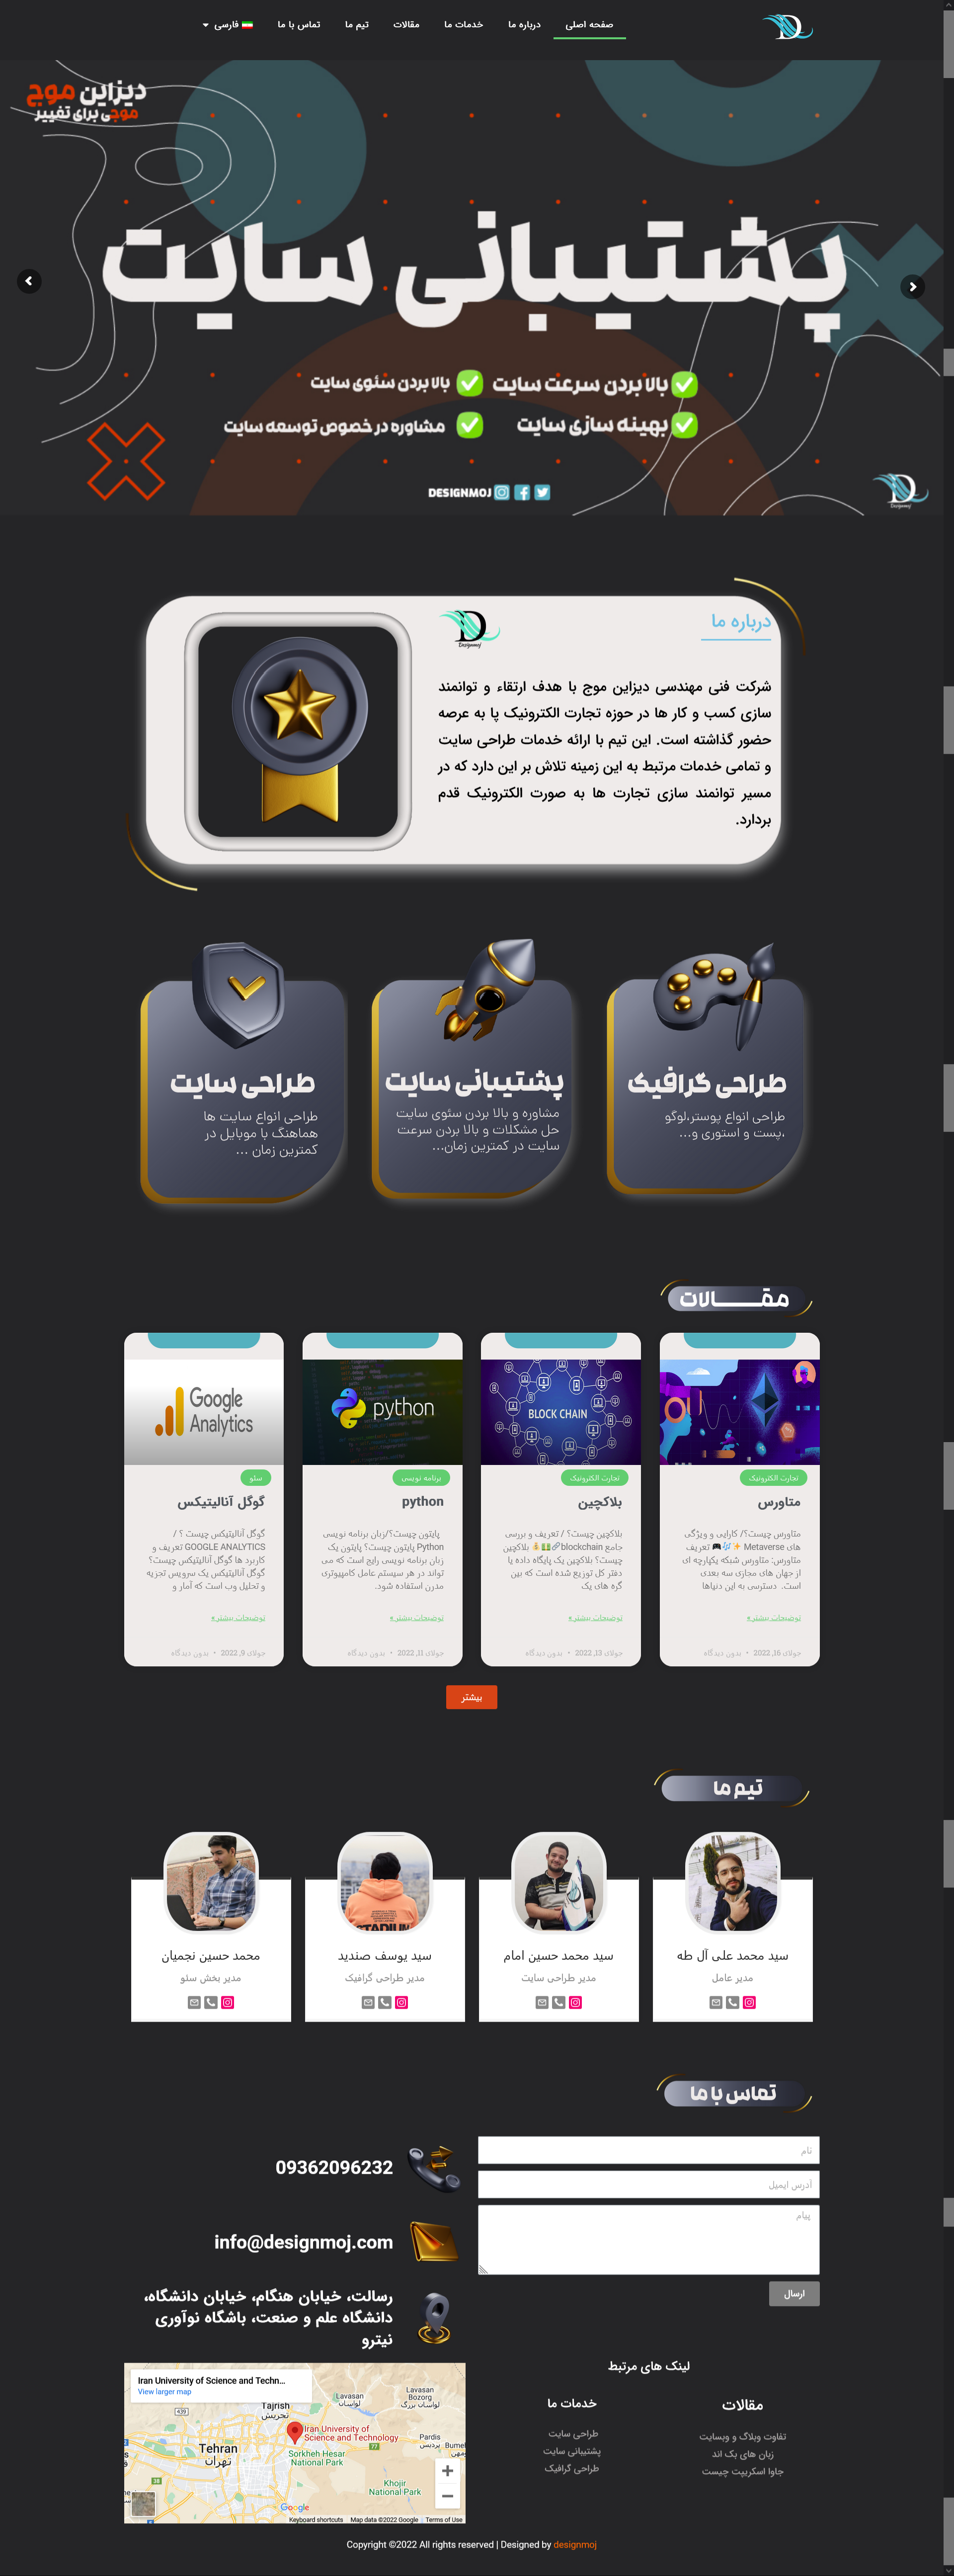 صفحه اصلی
درباره ما
خدمات ما
مقالات
تیم ما
تماس با ما
فارسی
دیزاین موج
موجی برای تغییر
پشتیبانی سایت
بالا بردن سرعت سایت
بالا بردن سئوی سایت
بهینه سازی سایت
مشاوره در خصوص توسعه سایت
DESIGNMOJ
Designmoj
درباره ما
Designmoj
شرکت فنی مهندسی دیزاین موج با هدف ارتقاء و توانمند
سازی کسب و کار ها در حوزه تجارت الکترونیک پا به عرصه
حضور گذاشته است. این تیم با ارائه خدمات طراحی سایت
و تمامی خدمات مرتبط به این زمینه تلاش بر این دارد که در
مسیر توانمند سازی تجارت ها به صورت الکترونیک قدم
بردارد.
طراحی گرافیک
طراحی انواع پوستر،لوگو
،پست و استوری و...
پشتیبانی سایت
مشاوره و بالا بردن سئوی سایت
حل مشکلات و بالا بردن سرعت
سایت در کمترین زمان...
طراحی سایت
طراحی انواع سایت ها
هماهنگ با موبایل در
کمترین زمان ...
مقـــــالات
تجارت الکترونیک
متاورس
متاورس چیست؟/ کارایی و ویژگی
های Metaverse ✨🎶🎮 تعریف
متاورس: متاورس شبکه یکپارچه ای
از جهان های مجازی سه بعدی
است. دسترسی به این دنیاها
توضیحات بیشتر »
جولای 16, 2022 • بدون دیدگاه
BLOCK CHAIN
تجارت الکترونیک
بلاکچین
بلاکچین چیست؟ / تعریف و بررسی
جامع blockchain🔗💵💰 بلاکچین
چیست؟ بلاکچین یک پایگاه داده یا
دفتر کل توزیع شده است که بین
گره های یک
توضیحات بیشتر »
جولای 13, 2022 • بدون دیدگاه
python
برنامه نویسی
python
پایتون چیست؟/زبان برنامه نویسی
Python پایتون چیست؟ پایتون یک
زبان برنامه نویسی رایج است که می
تواند در هر سیستم عامل کامپیوتری
مدرن استفاده شود.
توضیحات بیشتر »
جولای 11, 2022 • بدون دیدگاه
Google
Analytics
سئو
گوگل آنالیتیکس
گوگل آنالیتیکس چیست ؟ /
GOOGLE ANALYTICS تعریف و
کاربرد ها گوگل آنالیتیکس چیست؟
گوگل آنالیتیکس یک سرویس تجزیه
و تحلیل وب است که آمار و
توضیحات بیشتر »
جولای 9, 2022 • بدون دیدگاه
بیشتر
تیم ما
سید محمد علی آل طه
مدیر عامل
سید محمد حسین امام
مدیر طراحی سایت
سید یوسف صندید
مدیر طراحی گرافیک
محمد حسین نجمیان
مدیر بخش سئو
تماس با ما
نام
آدرس ایمیل
پیام
ارسال
09362096232
info@designmoj.com
رسالت، خیابان هنگام، خیابان دانشگاه،
دانشگاه علم و صنعت، باشگاه نوآوری
نیترو
لینک های مرتبط
مقالات
تفاوت وبلاگ و وبسایت
زبان های بک اند
جاوا اسکریپت چیست
خدمات ما
طراحی سایت
پشتیبانی سایت
طراحی گرافیک
Iran University of Science and Techn...
View larger map
Tajrish
تجریش
Lavasan
لواسان
Lavasan
Bozorg
لواسان بزرگ
439
Iran University of
Science and Technology
Pardis
پردیس
77
Tehran
تهران
Sorkheh Hesar
National Park
Khojir
National Park
38
Google
Keyboard shortcuts
Map data ©2022 Google
Terms of Use
Copyright ©2022 All rights reserved | Designed by designmoj